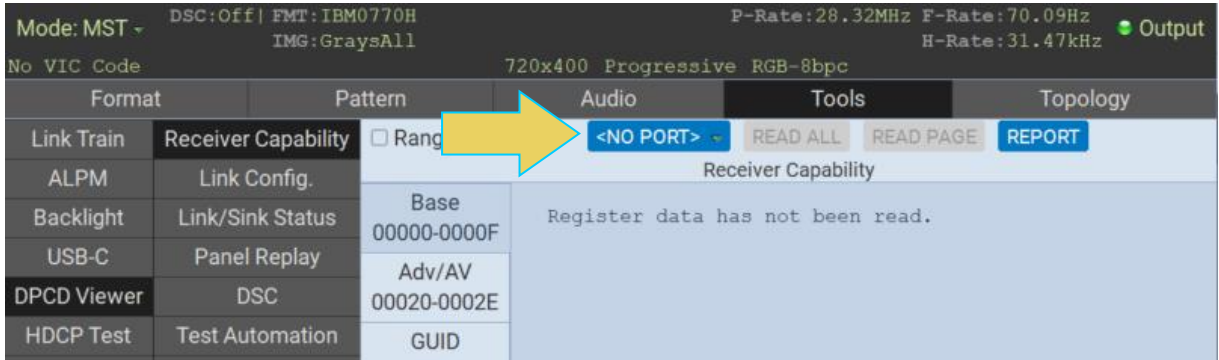 Mode: MST
DSC:Off| FMT:IBM0770H
IMG:GraysAll
P-Rate:28.32MHz F-Rate:70.09Hz
H-Rate:31.47kHz
Output
No VIC Code
720x400 Progressive RGB-8bpc
Format Pattern Audio Tools Topology
Link Train
ALPM
Backlight
USB-C
DPCD Viewer
HDCP Test
Receiver Capability
Link Config.
Link/Sink Status
Panel Replay
DSC
Test Automation
<NO PORT> READ ALL READ PAGE REPORT
Receiver Capability
Base
00000-0000F
Adv/AV
00020-0002E
GUID
Register data has not been read.